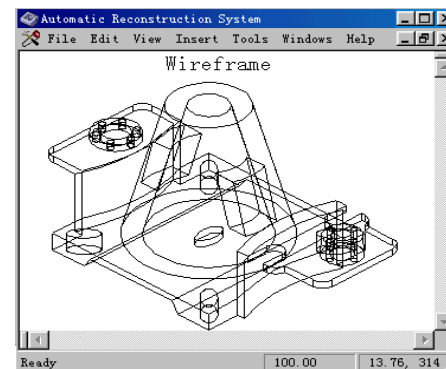 Automatic Reconstruction System
File Edit View Insert Tools Windows Help
Wireframe
Ready 100.00 13.76, 314